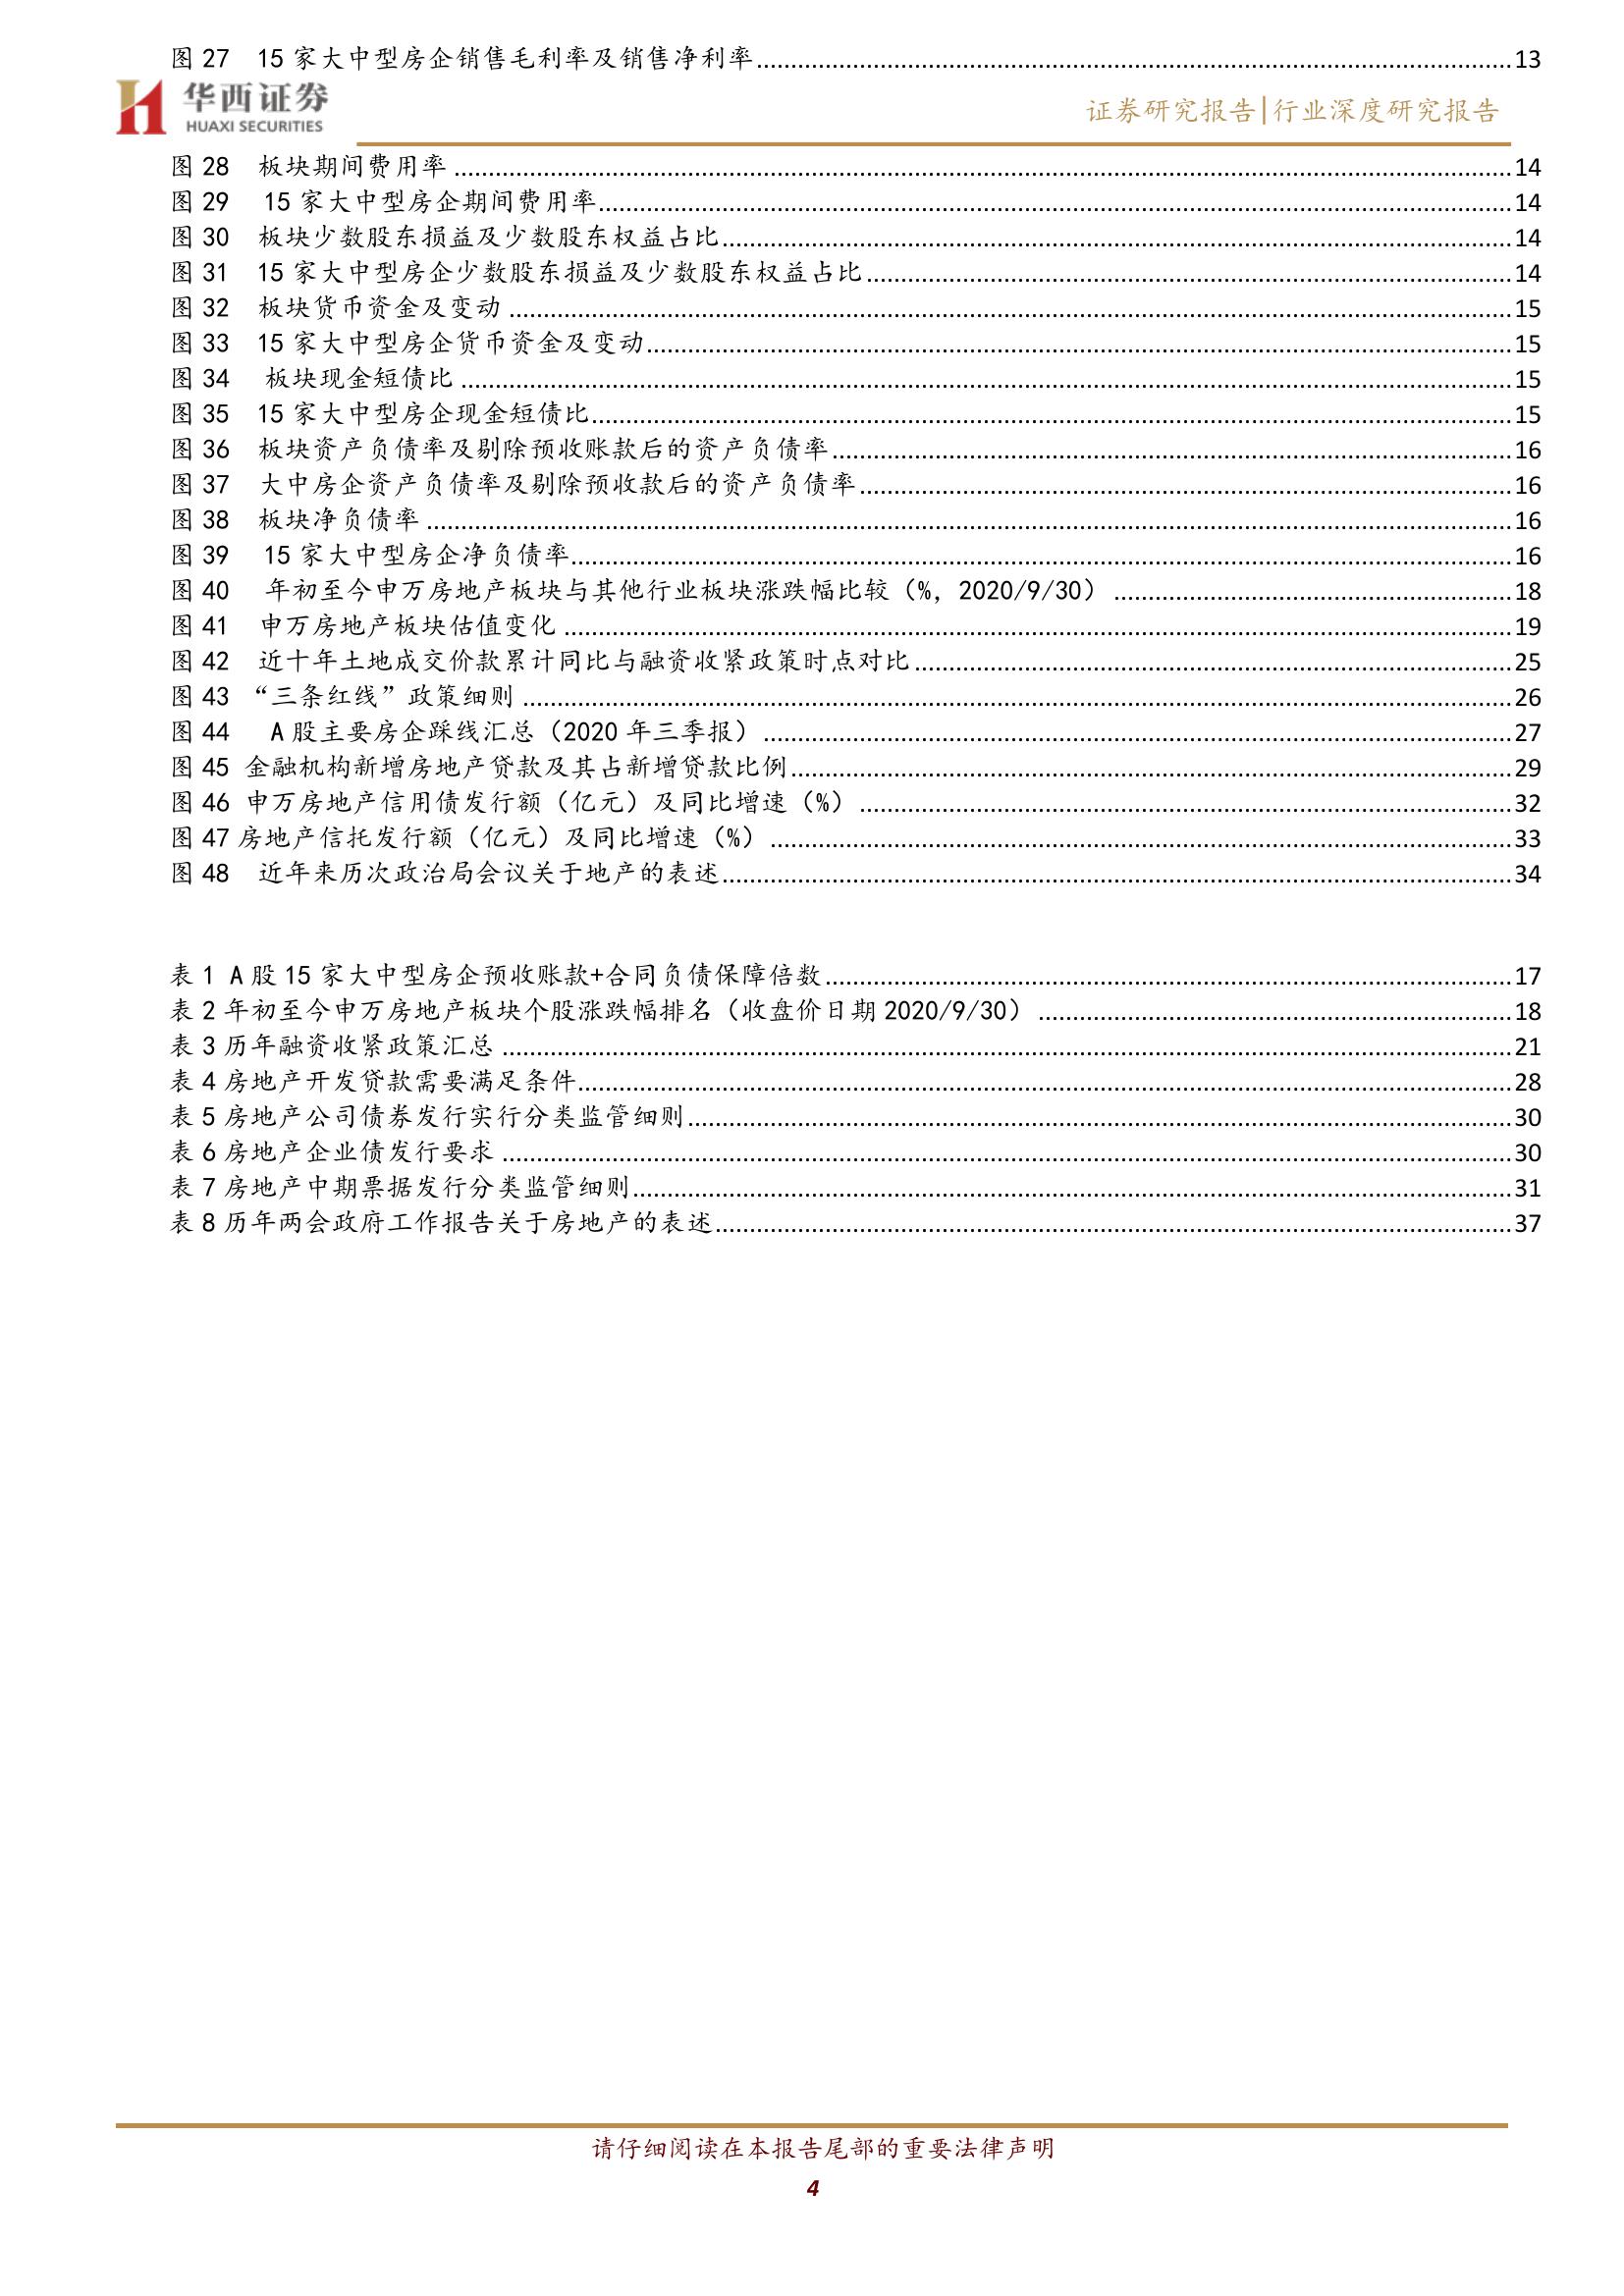 图 27 15 家大中型房企销售毛利率及销售净利率........13
华西证券
HUAXI SECURITIES
证券研究报告|行业深度研究报告
图 28 板块期间费用率........14
图 29 15 家大中型房企期间费用率........14
图 30 板块少数股东损益及少数股东权益占比........14
图 31 15 家大中型房企少数股东损益及少数股东权益占比........14
图 32 板块货币资金及变动........15
图 33 15 家大中型房企货币资金及变动........15
图 34 板块现金短债比........15
图 35 15 家大中型房企现金短债比........15
图 36 板块资产负债率及剔除预收账款后的资产负债率........16
图 37 大中房企资产负债率及剔除预收款后的资产负债率........16
图 38 板块净负债率........16
图 39 15 家大中型房企净负债率........16
图 40 年初至今申万房地产板块与其他行业板块涨跌幅比较（%，2020/9/30）........18
图 41 申万房地产板块估值变化........19
图 42 近十年土地成交价款累计同比与融资收紧政策时点对比........25
图 43 “三条红线”政策细则........26
图 44 A 股主要房企踩线汇总（2020 年三季报）........27
图 45 金融机构新增房地产贷款及其占新增贷款比例........29
图 46 申万房地产信用债发行额（亿元）及同比增速（%）........32
图 47 房地产信托发行额（亿元）及同比增速（%）........33
图 48 近年来历次政治局会议关于地产的表述........34
表 1 A 股 15 家大中型房企预收账款+合同负债保障倍数........17
表 2 年初至今申万房地产板块个股涨跌幅排名（收盘价日期 2020/9/30）........18
表 3 历年融资收紧政策汇总........21
表 4 房地产开发贷款需要满足条件........28
表 5 房地产公司债券发行实行分类监管细则........30
表 6 房地产企业债发行要求........30
表 7 房地产中期票据发行分类监管细则........31
表 8 历年两会政府工作报告关于房地产的表述........37
请仔细阅读在本报告尾部的重要法律声明
4